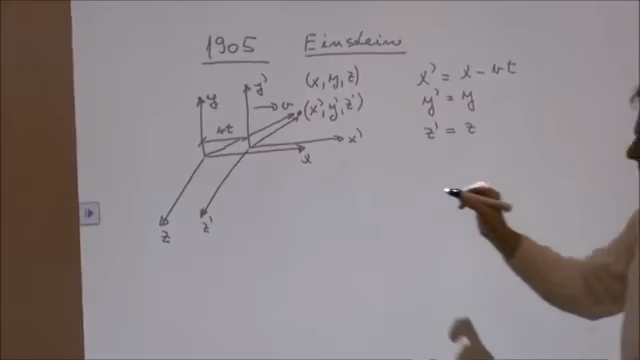 1905 Einstein
(x, y, z)
(x', y', z')
x' = x - vt
y' = y
z' = z
y
y'
v
vt
x'
x
z
z'